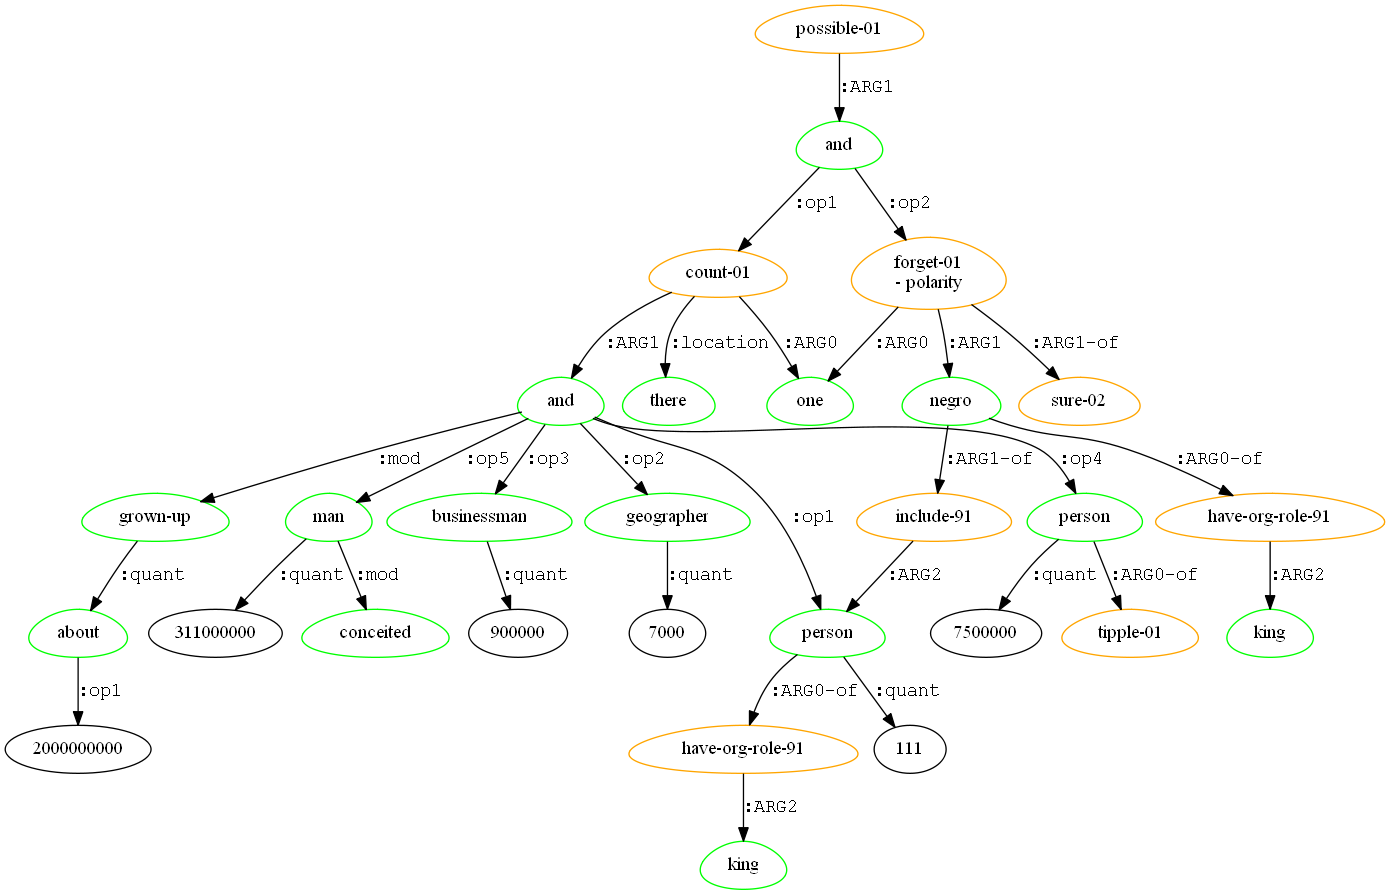 possible-01
:ARG1
and
:op1
:op2
count-01
forget-01
- polarity
:ARG1
:location
:ARG0
:ARG0
:ARG1
:ARG1-of
and
there
one
negro
sure-02
:mod
:op5
:op3
:op2
:op1
:ARG1-of
:op4
:ARG0-of
grown-up
man
businessman
geographer
include-91
person
have-org-role-91
:quant
:quant
:mod
:quant
:quant
:ARG2
:quant
:ARG0-of
:ARG2
about
311000000
conceited
900000
7000
person
7500000
tipple-01
king
:op1
:ARG0-of
:quant
2000000000
have-org-role-91
111
:ARG2
king